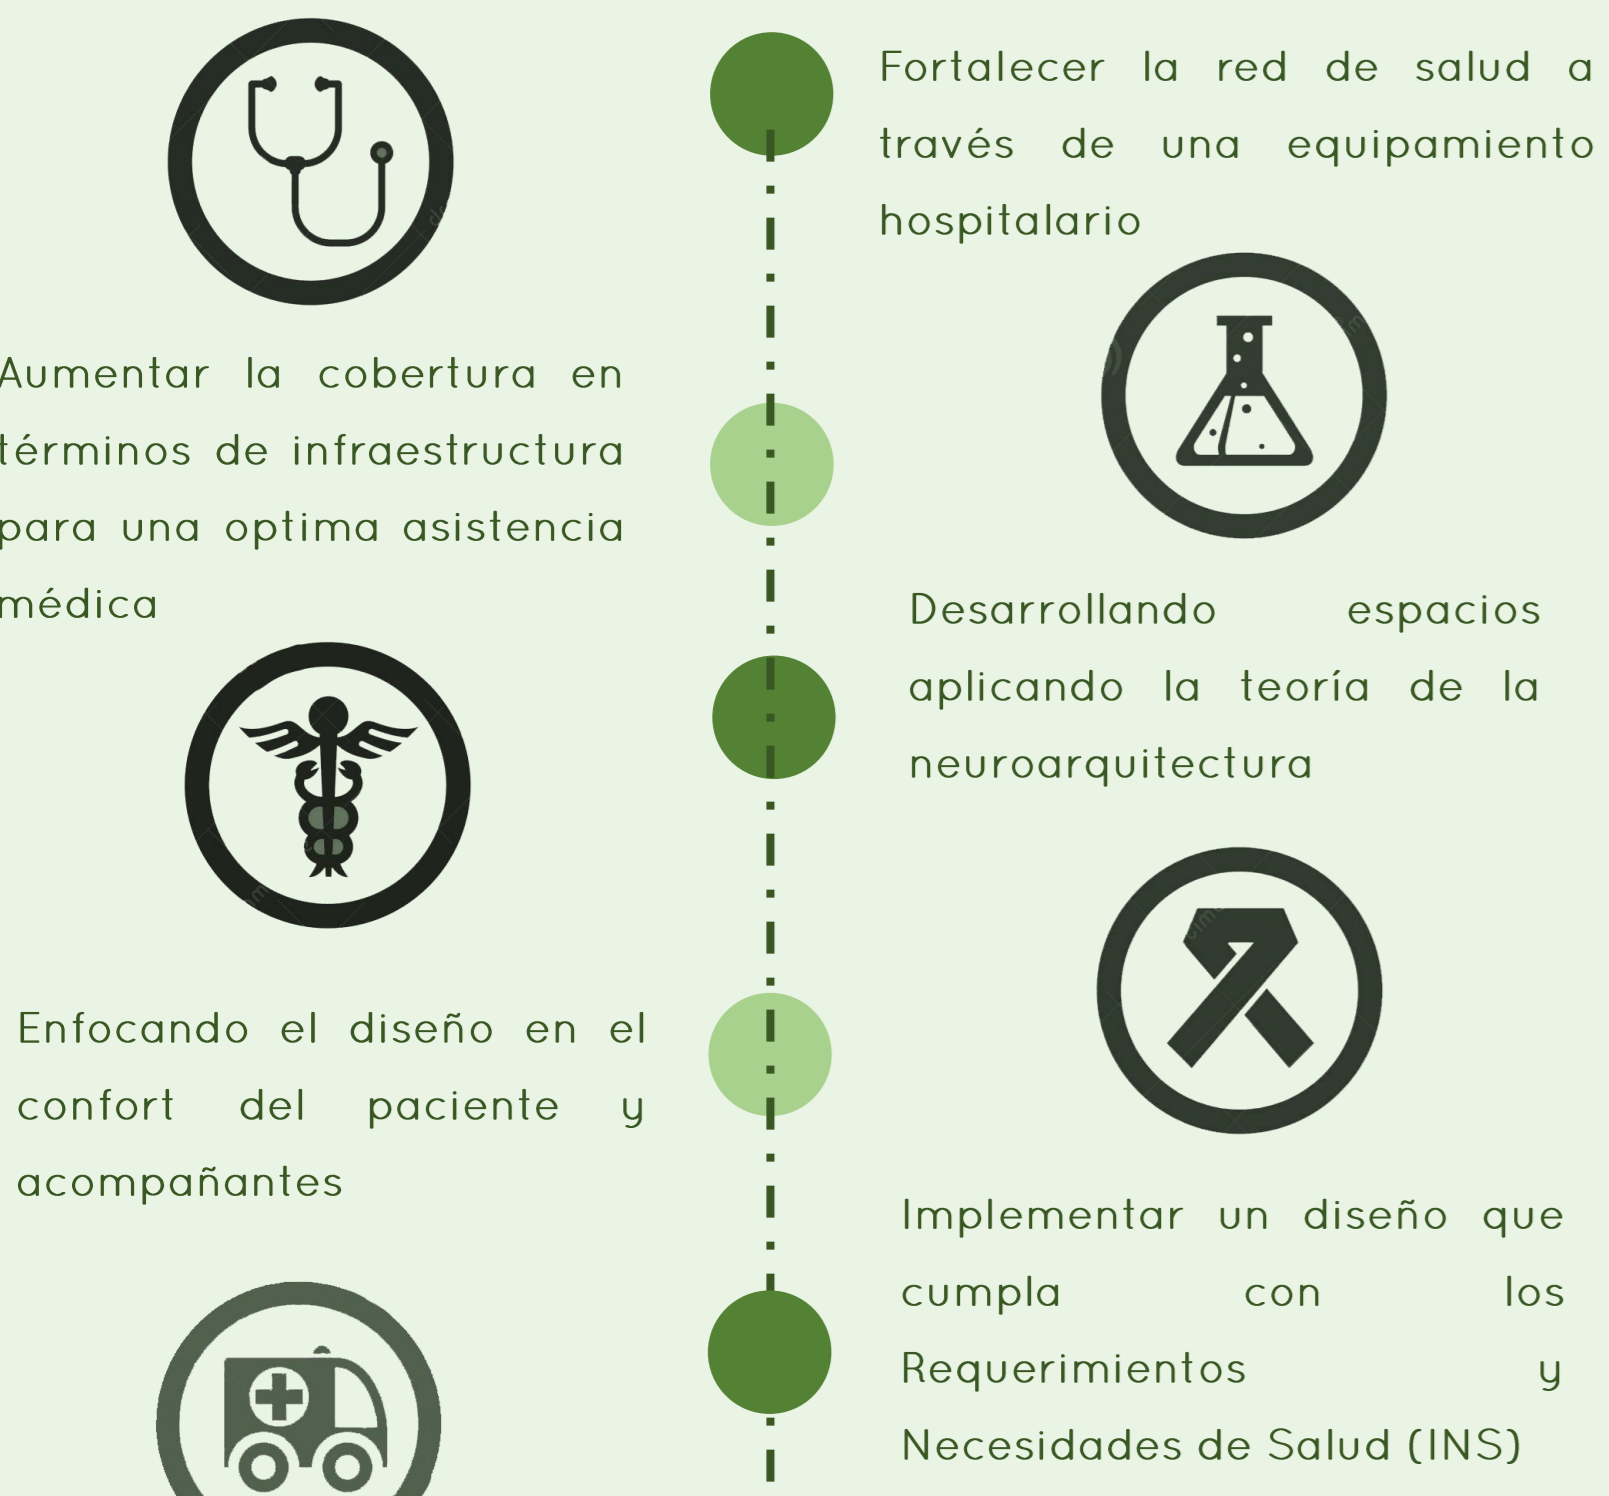 Fortalecer la red de salud a
través de una equipamiento
hospitalario
Aumentar la cobertura en
términos de infraestructura
para una optima asistencia
médica
Desarrollando espacios
aplicando la teoría de la
neuroarquitectura
Enfocando el diseño en el
confort del paciente y
acompañantes
Implementar un diseño que
cumpla con los
Requerimientos y
Necesidades de Salud (INS)